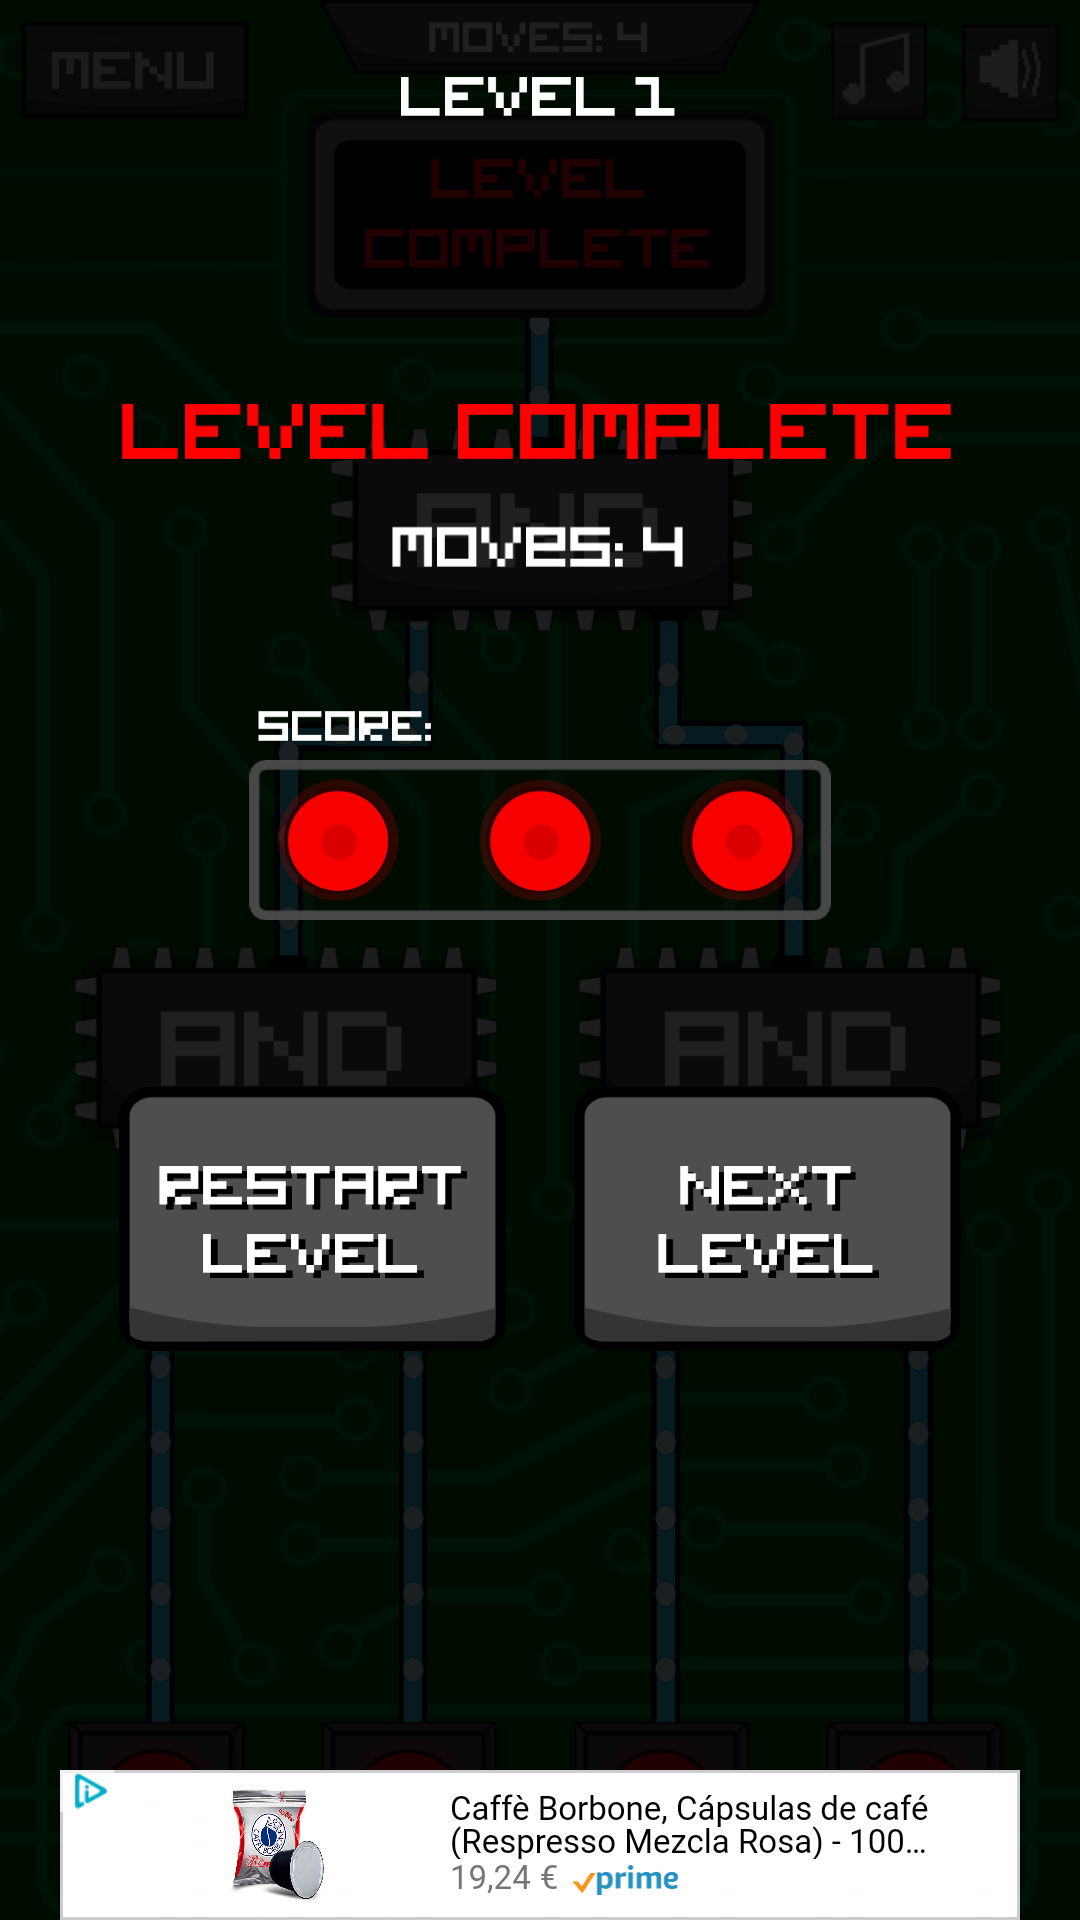 MOVES: 4
MENU
LEVEL 1
LEVEL
COMPLETE
LEVEL COMPLETE
AND
MOVES: 4
SCORE:
AND AND
RESTART
LEVEL
NEXT
LEVEL
Caffè Borbone, Cápsulas de café
(Respresso Mezcla Rosa) - 100...
19,24 € prime